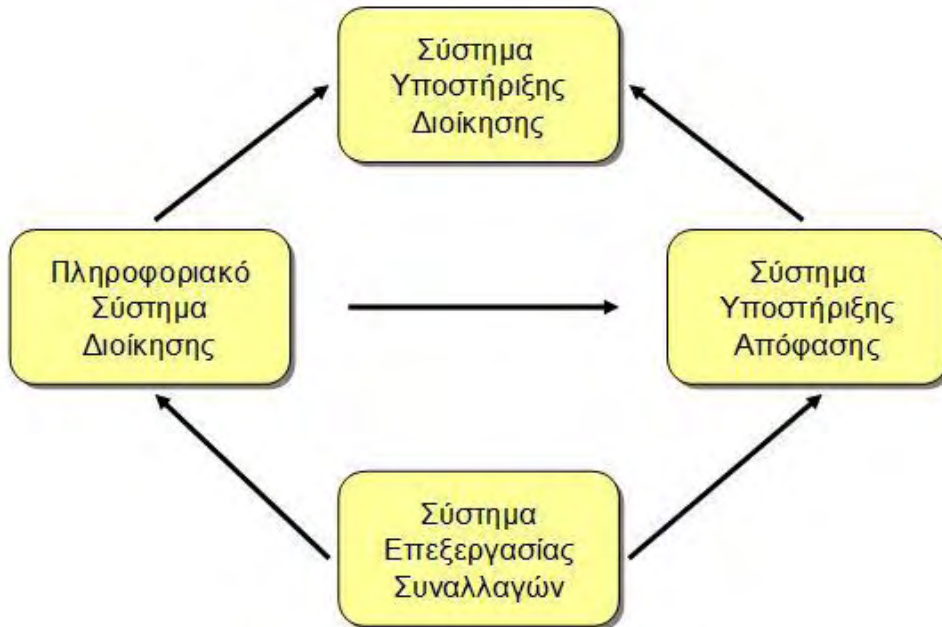 Σύστημα
Υποστήριξης
Διοίκησης
Πληροφοριακό
Σύστημα
Διοίκησης
Σύστημα
Υποστήριξης
Απόφασης
Σύστημα
Επεξεργασίας
Συναλλαγών